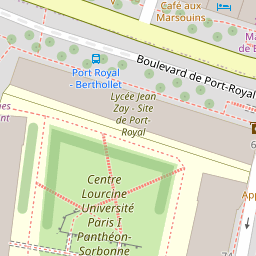 Café aux
Marsouins
Boulevard de Port-Royal
Port Royal
- Berthollet
Lycée Jean
Zay - Site
de Port-
Royal
Centre
Lourcine -
Université
Paris I
Panthéon-
Sorbonne